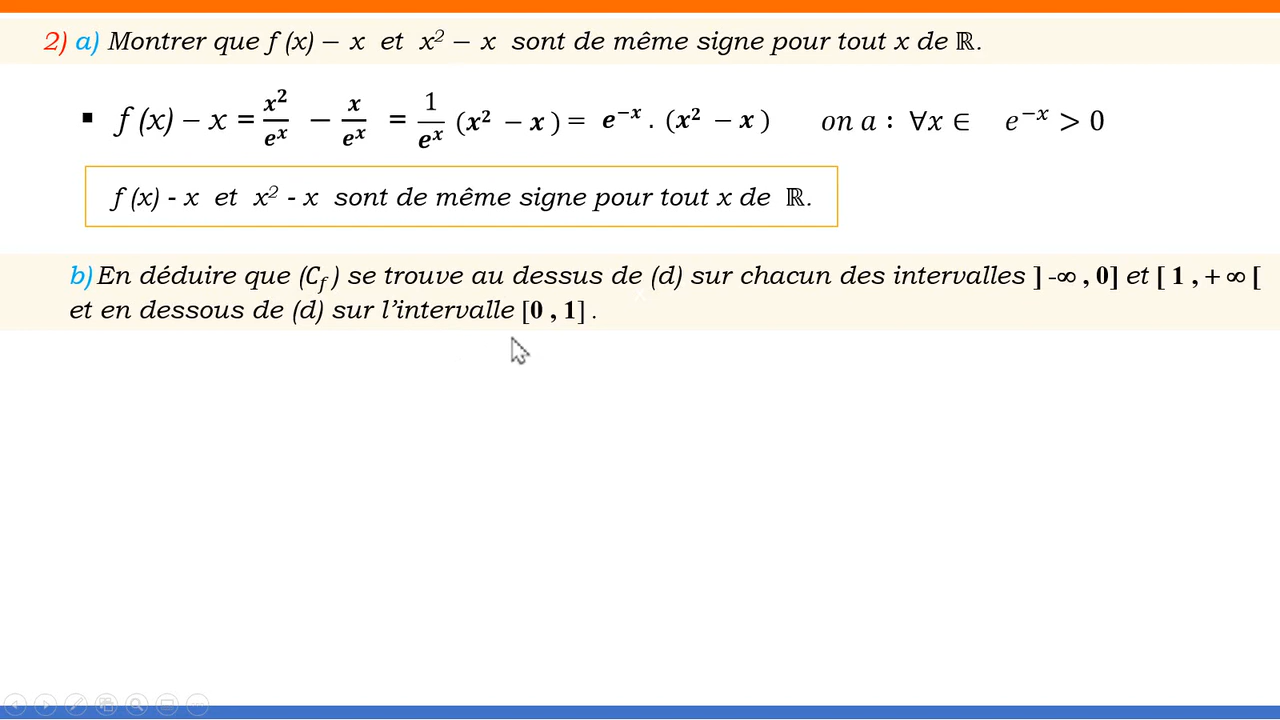 2) a) Montrer que f (x) − x et x² − x sont de même signe pour tout x de ℝ.
▪ f (x) − x = x²/eˣ − x/eˣ = 1/eˣ (x² − x ) = e⁻ˣ . (x² − x ) on a : ∀x ∈ e⁻ˣ > 0
f (x) - x et x² - x sont de même signe pour tout x de ℝ.
b) En déduire que (C_f ) se trouve au dessus de (d) sur chacun des intervalles ] -∞ , 0] et [ 1 , + ∞ [
et en dessous de (d) sur l’intervalle [0 , 1] .